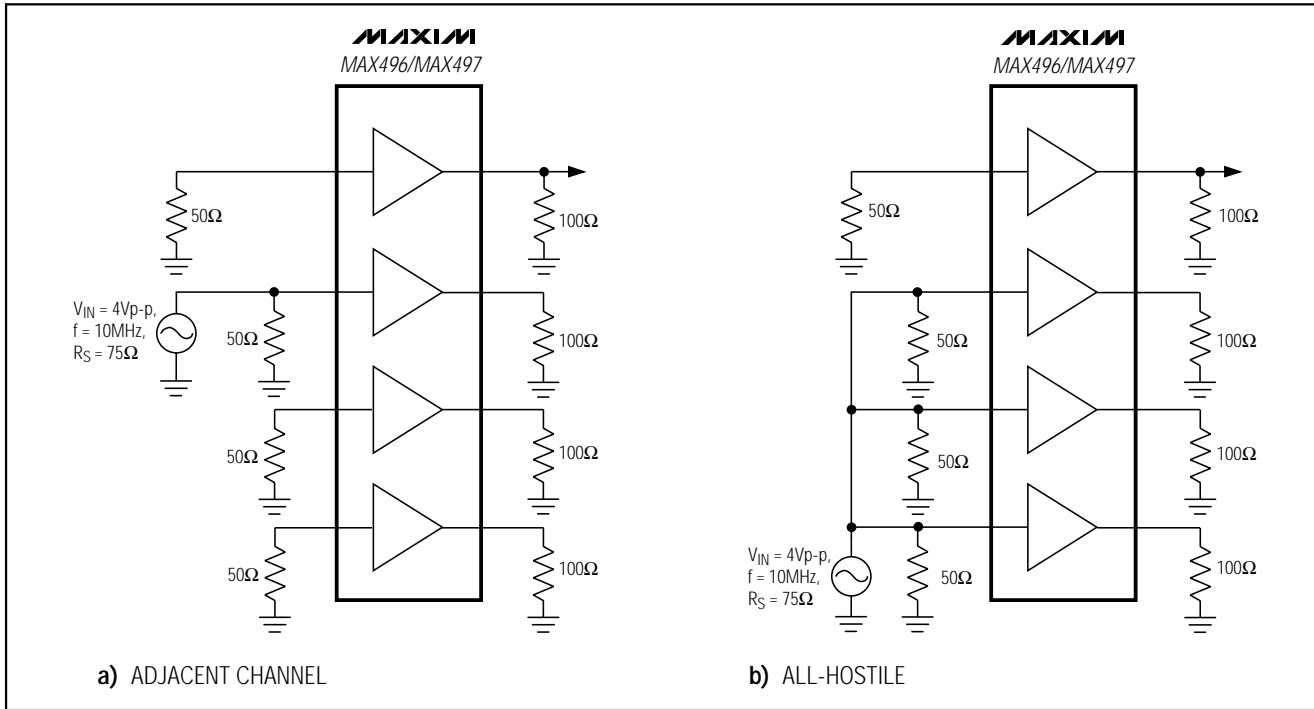 MAXIM
MAX496/MAX497
50Ω
100Ω
V_IN = 4Vp-p,
f = 10MHz,
R_S = 75Ω
50Ω
100Ω
50Ω
100Ω
50Ω
100Ω
a) ADJACENT CHANNEL
MAXIM
MAX496/MAX497
50Ω
100Ω
50Ω
100Ω
50Ω
100Ω
V_IN = 4Vp-p,
f = 10MHz,
R_S = 75Ω
50Ω
100Ω
b) ALL-HOSTILE